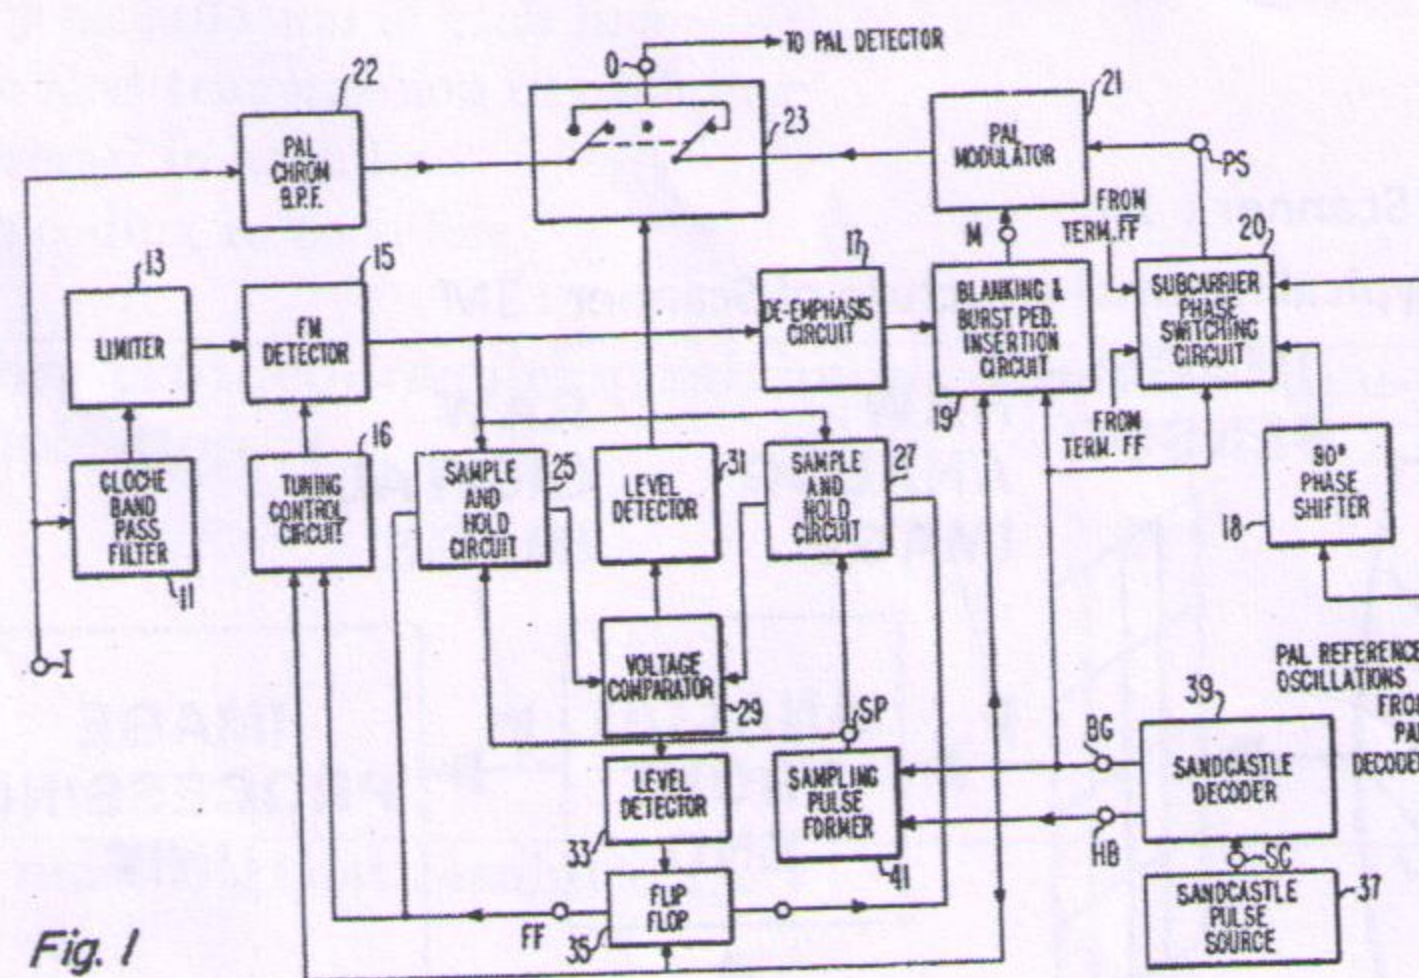 TO PAL DETECTOR
O
22
PAL
CHROM
B.P.F.
23
21
PAL
MODULATOR
PS
FROM
TERM. FF
M
20
SUBCARRIER
PHASE
SWITCHING
CIRCUIT
13
LIMITER
15
FM
DETECTOR
17
DE-EMPHASIS
CIRCUIT
BLANKING &
BURST PED.
INSERTION
CIRCUIT
19
FROM
TERM. FF
16
TUNING
CONTROL
CIRCUIT
CLOCHE
BAND
PASS
FILTER
11
SAMPLE
AND
HOLD
CIRCUIT
25
LEVEL
DETECTOR
31
SAMPLE
AND
HOLD
CIRCUIT
27
90°
PHASE
SHIFTER
18
I
VOLTAGE
COMPARATOR
29
SP
PAL REFERENCE
OSCILLATIONS
FROM
PAL
DECODER
39
BG
SANDCASTLE
DECODER
HB
SC
LEVEL
DETECTOR
33
SAMPLING
PULSE
FORMER
41
SANDCASTLE
PULSE
SOURCE
37
FF
FLIP
FLOP
35
Fig. 1